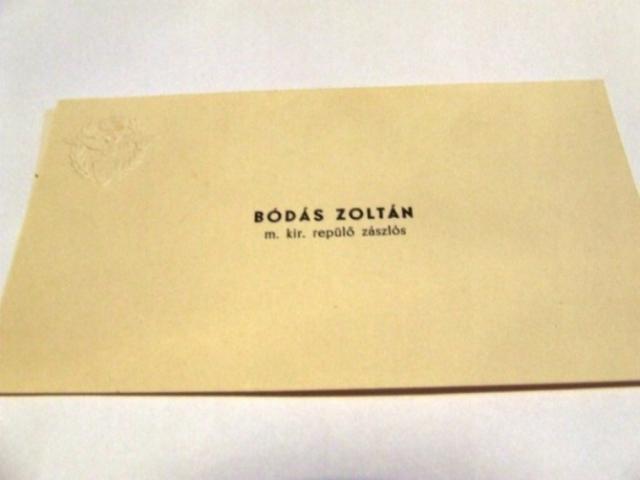 BÓDÁS ZOLTÁN
m. kir. repülő zászlós